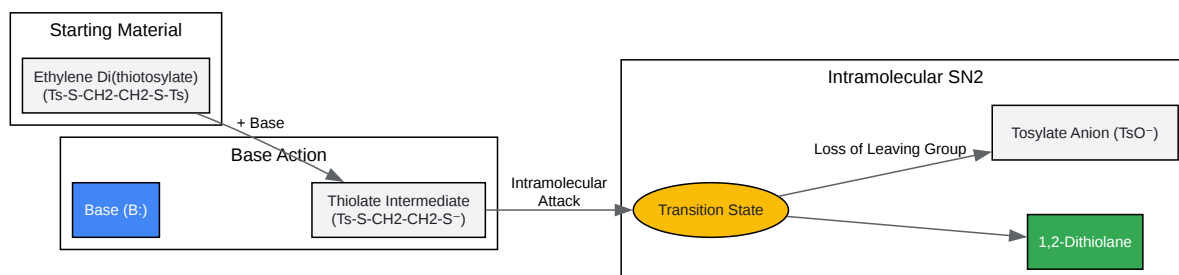 Starting Material
Ethylene Di(thiotosylate)
(Ts-S-CH2-CH2-S-Ts)
+ Base
Base Action
Base (B:)
Thiolate Intermediate
(Ts-S-CH2-CH2-S⁻)
Intramolecular
Attack
Intramolecular SN2
Transition State
Loss of Leaving Group
Tosylate Anion (TsO⁻)
1,2-Dithiolane